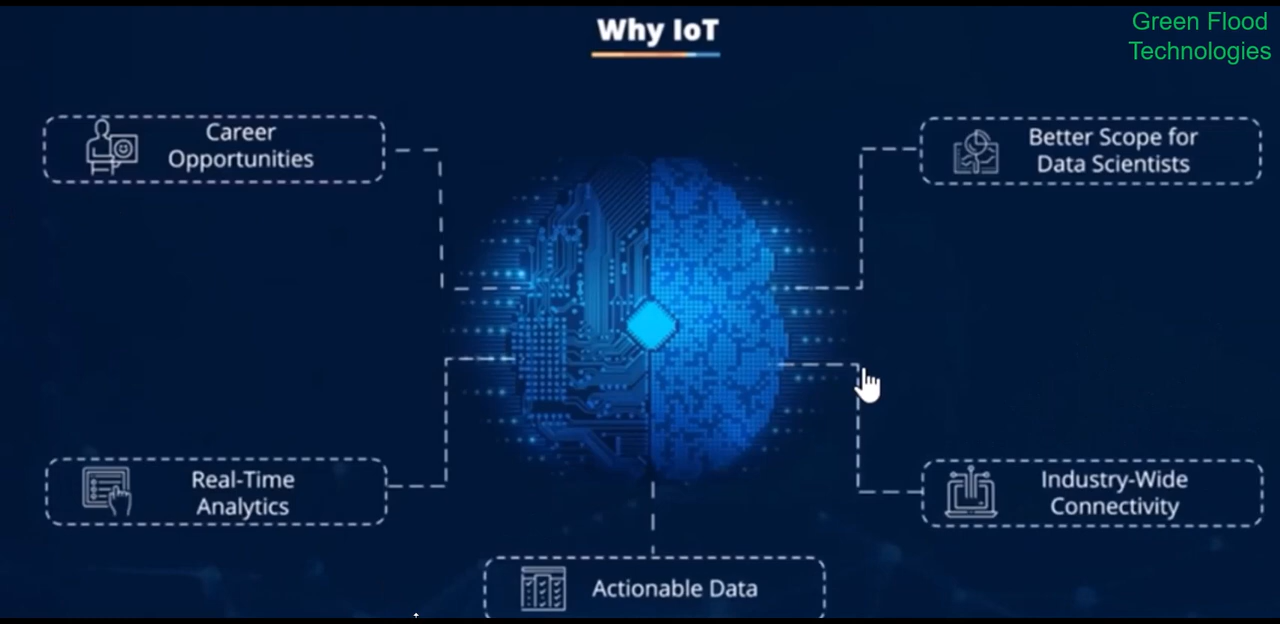 Why IoT
Green Flood
Technologies
Career
Opportunities
Better Scope for
Data Scientists
Real-Time
Analytics
Industry-Wide
Connectivity
Actionable Data